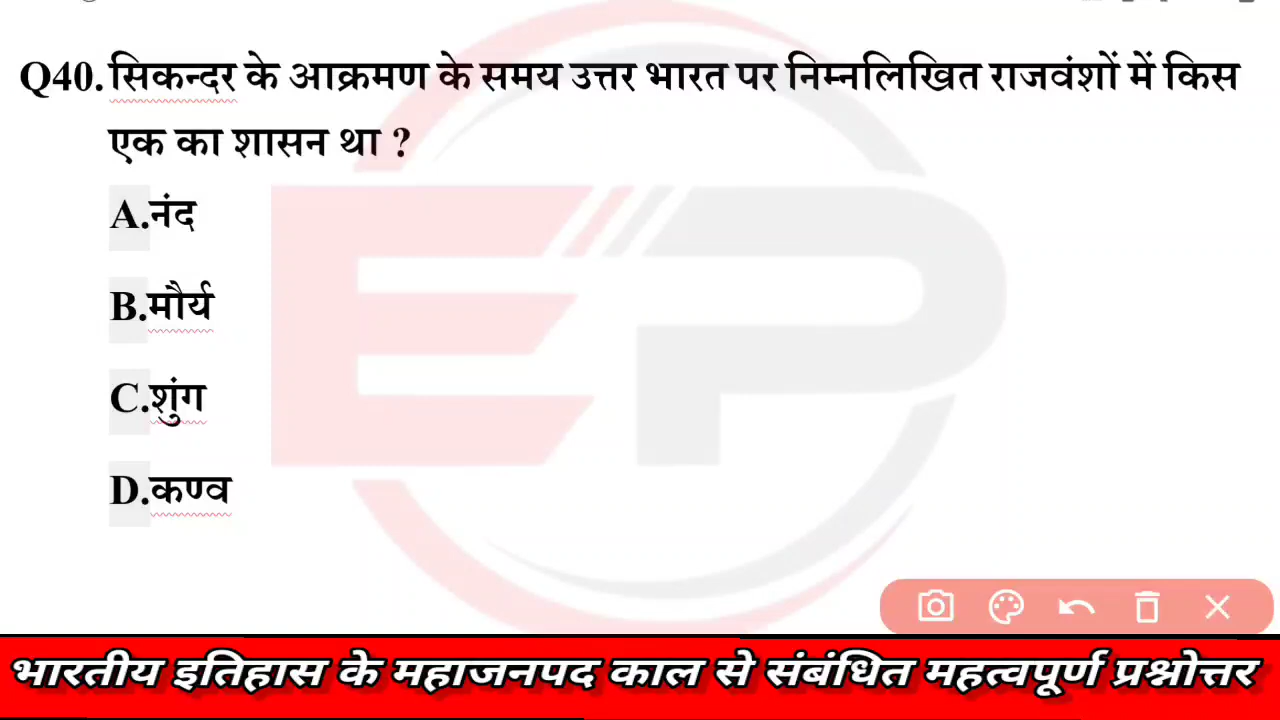 Q40. सिकन्दर के आक्रमण के समय उत्तर भारत पर निम्नलिखित राजवंशों में किस
एक का शासन था ?
A.नंद
B.मौर्य
C.शुंग
D.कण्व
EP
भारतीय इतिहास के महाजनपद काल से संबंधित महत्वपूर्ण प्रश्नोत्तर